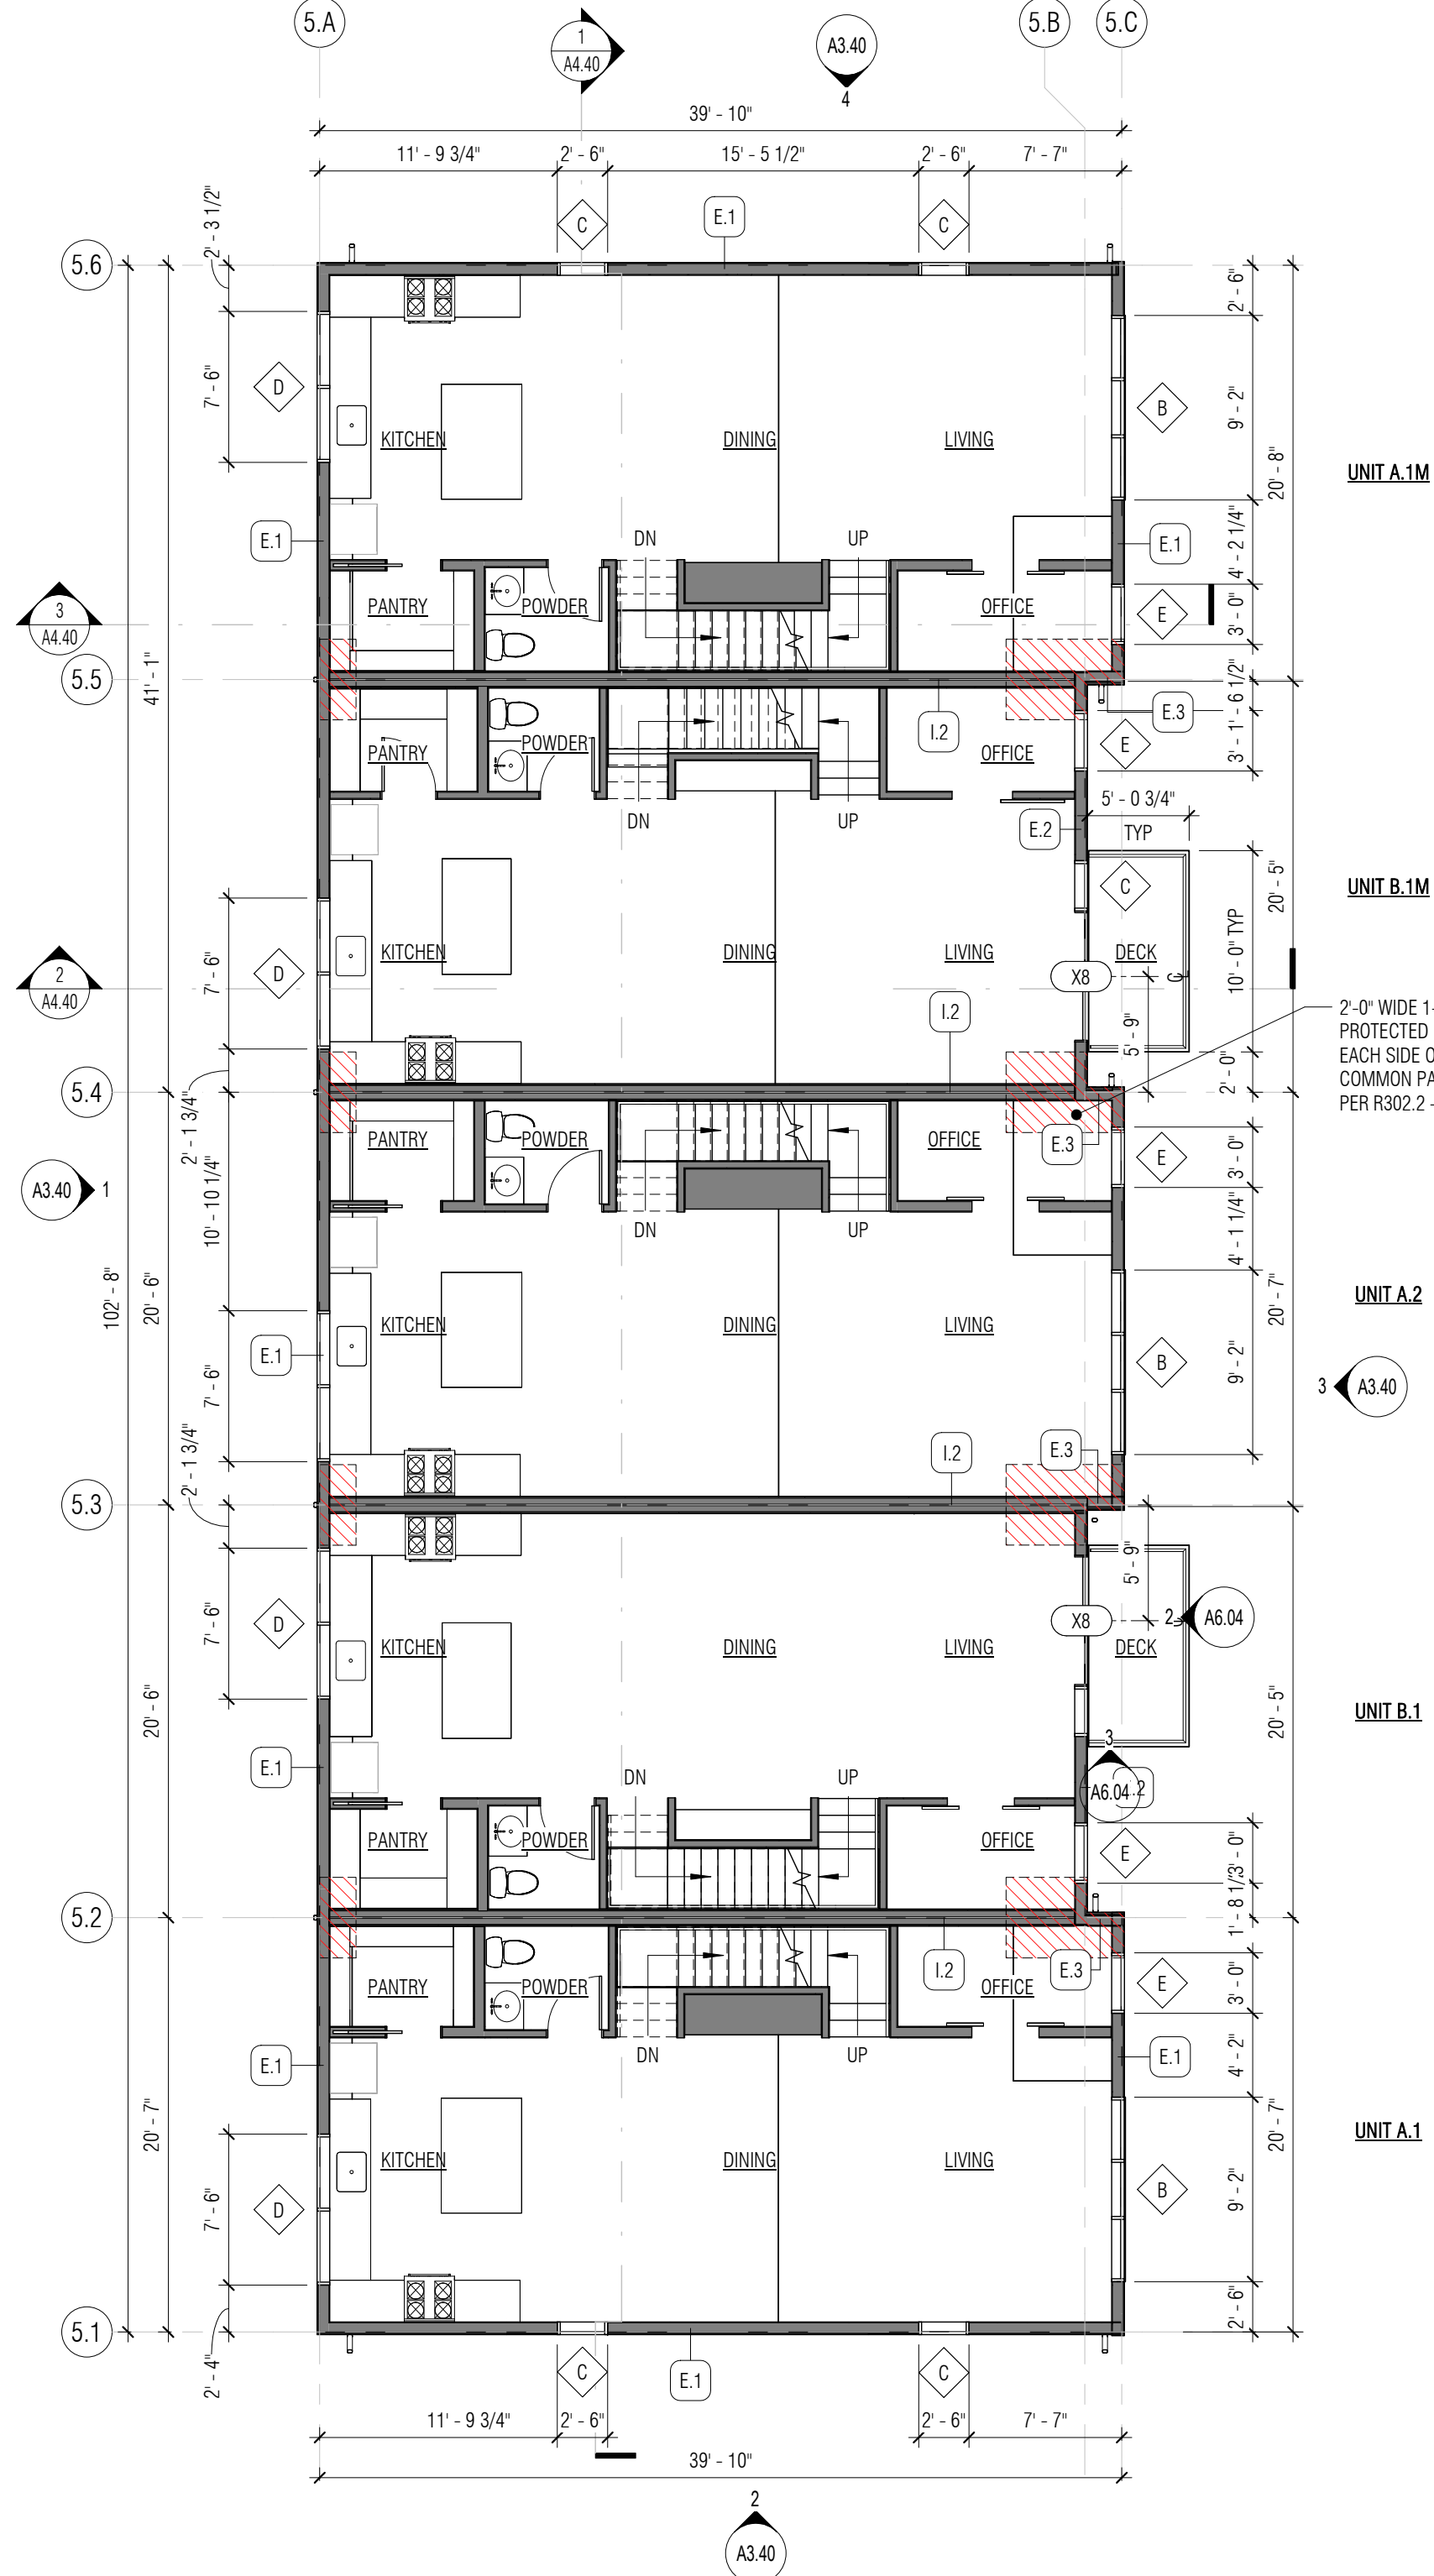 5.A
5.B
5.C
1
A4.40
A3.40
4
39' - 10"
11' - 9 3/4"
2' - 6"
15' - 5 1/2"
2' - 6"
7' - 7"
C
E.1
C
5.6
2' - 3 1/2"
7' - 6"
D
2' - 6"
B
9' - 2"
20' - 8"
KITCHEN
DINING
LIVING
UNIT A.1M
E.1
DN
UP
E.1
4' - 2 1/4"
3
A4.40
PANTRY
POWDER
OFFICE
E
3' - 0"
41' - 1"
5.5
1' - 6 1/2"
I.2
E.3
PANTRY
POWDER
OFFICE
E
3' -
5' - 0 3/4"
TYP
DN
UP
E.2
C
20' - 5"
UNIT B.1M
10' - 0" TYP
7' - 6"
D
KITCHEN
DINING
LIVING
DECK
X8
2
A4.40
I.2
5' - 9"
2'-0" WIDE 1-
PROTECTED
EACH SIDE O
COMMON PA
PER R302.2 -
2' - 0"
5.4
2' - 1 3/4"
PANTRY
POWDER
OFFICE
E.3
E
3' - 0"
A3.40
1
10' - 10 1/4"
DN
UP
4' - 1 1/4"
102' - 8"
20' - 6"
20' - 7"
UNIT A.2
KITCHEN
DINING
LIVING
E.1
7' - 6"
B
9' - 2"
3
A3.40
2' - 1 3/4"
I.2
E.3
5.3
5' - 9"
7' - 6"
D
KITCHEN
DINING
LIVING
X8
DECK
2
A6.04
20' - 6"
20' - 5"
UNIT B.1
E.1
DN
UP
3
A6.04
.2
PANTRY
POWDER
OFFICE
E
3' - 0"
1' - 8 1/2
5.2
I.2
E.3
PANTRY
POWDER
OFFICE
E
3' - 0"
E.1
DN
UP
E.1
4' - 2"
20' - 7"
20' - 7"
UNIT A.1
KITCHEN
DINING
LIVING
7' - 6"
D
B
9' - 2"
2' - 6"
5.1
2' - 4"
C
E.1
C
11' - 9 3/4"
2' - 6"
2' - 6"
7' - 7"
39' - 10"
2
A3.40